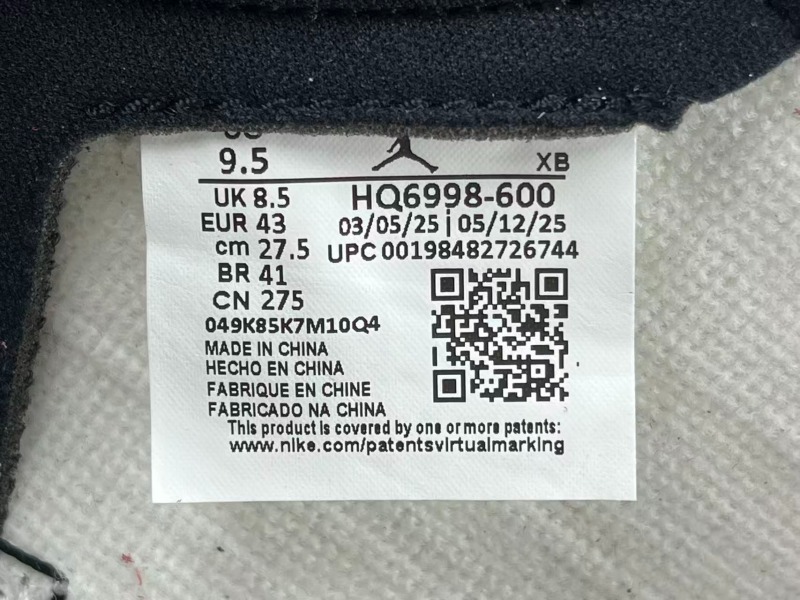 US
9.5 XB
UK 8.5 HQ6998-600
EUR 43 03/05/25 | 05/12/25
cm 27.5 UPC 00198482726744
BR 41
CN 275
049K85K7M10Q4
MADE IN CHINA
HECHO EN CHINA
FABRIQUE EN CHINE
FABRICADO NA CHINA
This product is covered by one or more patents:
www.nike.com/patentsvirtualmarking